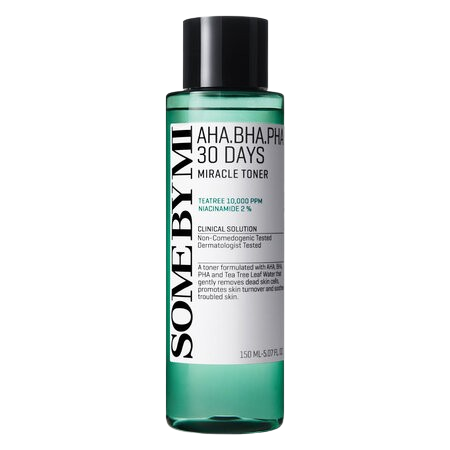 SOME BY MI
AHA.BHA.PHA
30 DAYS
MIRACLE TONER
TEATREE 10,000 PPM
NIACINAMIDE 2%
CLINICAL SOLUTION
Non-Comedogenic Tested
Dermatologist Tested
A toner formulated with AHA, BHA,
PHA and Tea Tree Leaf Water that
gently removes dead skin cells,
promotes skin turnover and
troubled skin.
150 ML-5.07 FL